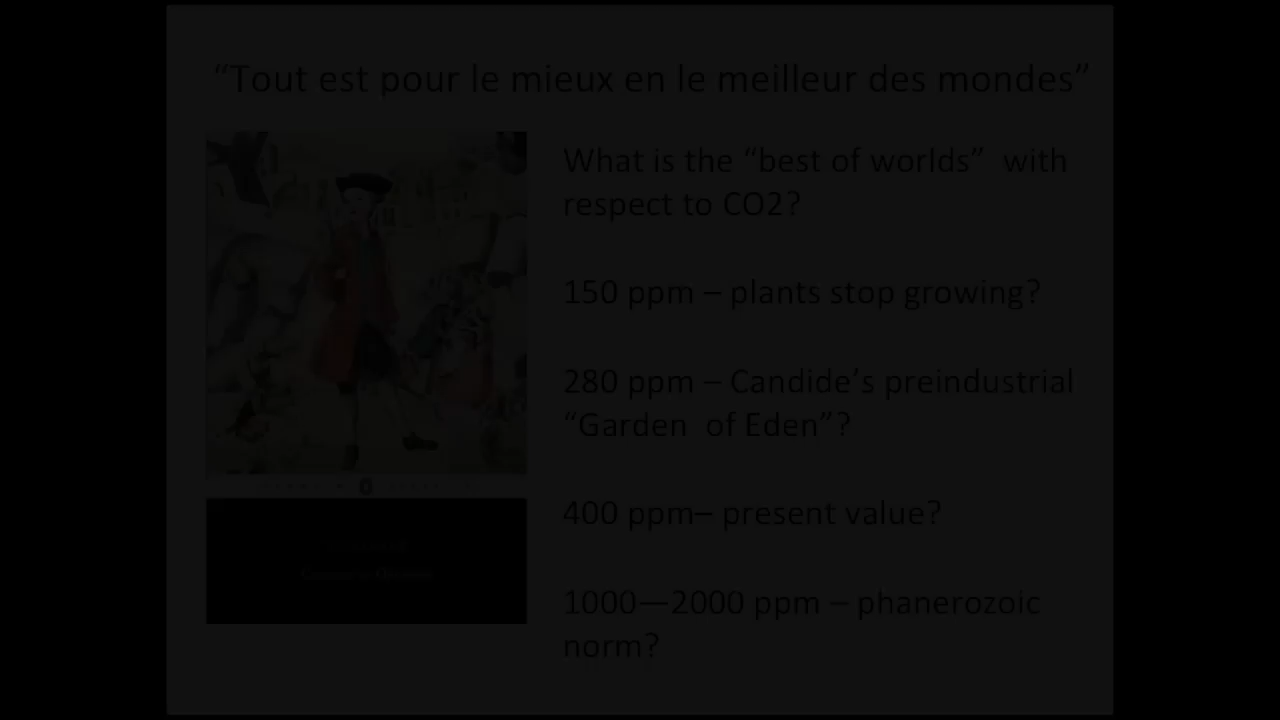 “Tout est pour le mieux en le meilleur des mondes”
What is the “best of worlds”  with
respect to CO2?
150 ppm – plants stop growing?
280 ppm – Candide’s preindustrial
“Garden  of Eden”?
400 ppm– present value?
1000—2000 ppm – phanerozoic
norm?